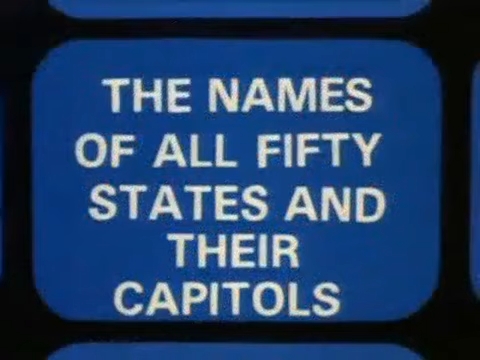 THE NAMES
OF ALL FIFTY
STATES AND
THEIR
CAPITOLS